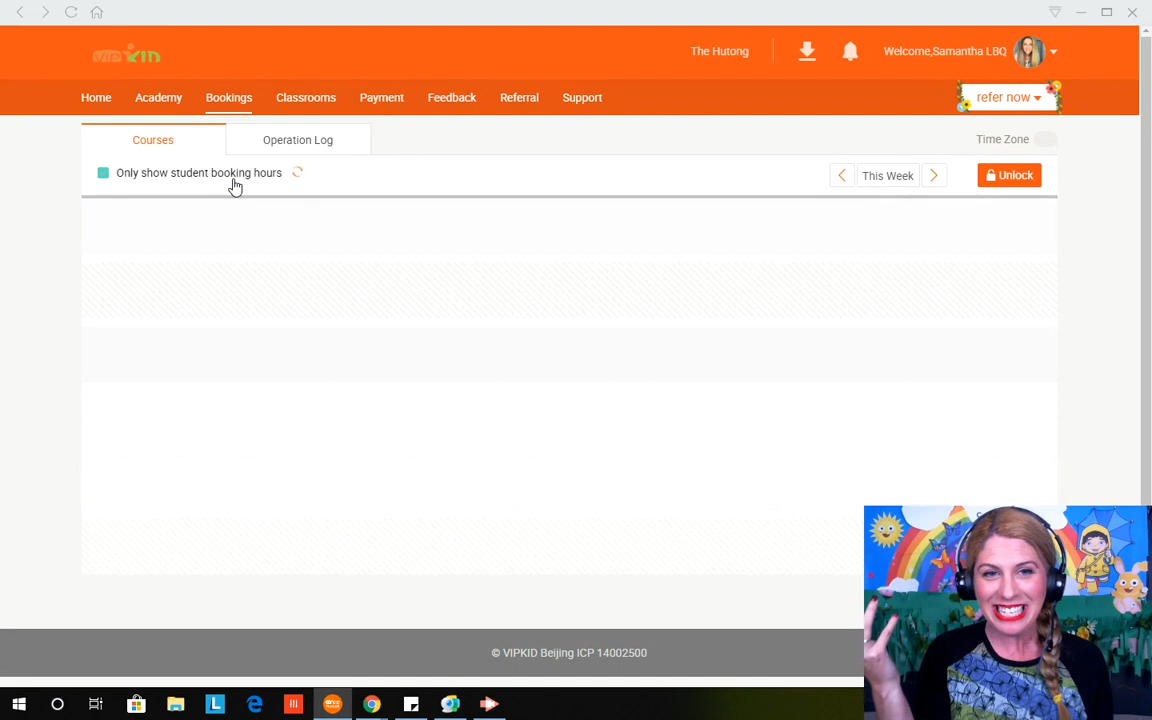 VIPKID
The Hutong
Welcome,Samantha LBQ
Home
Academy
Bookings
Classrooms
Payment
Feedback
Referral
Support
refer now
Courses
Operation Log
Time Zone
Only show student booking hours
This Week
Unlock
© VIPKID Beijing ICP 14002500
L